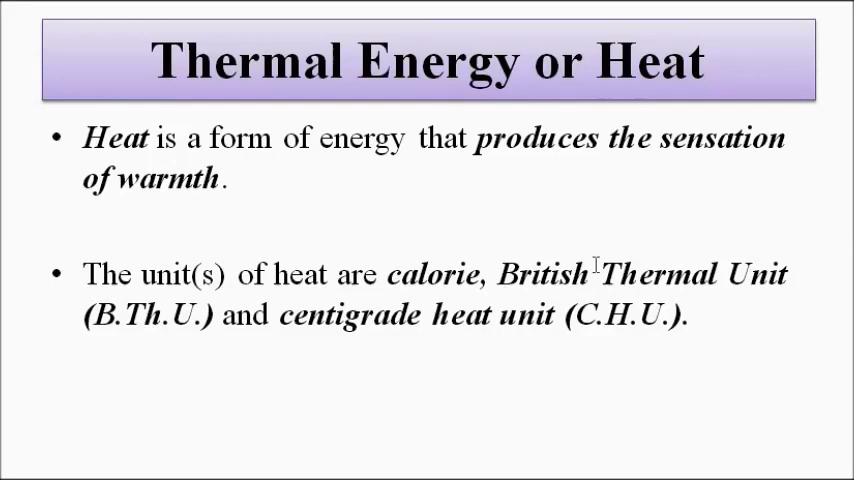 Thermal Energy or Heat
• Heat is a form of energy that produces the sensation
of warmth.
• The unit(s) of heat are calorie, British Thermal Unit
(B.Th.U.) and centigrade heat unit (C.H.U.).